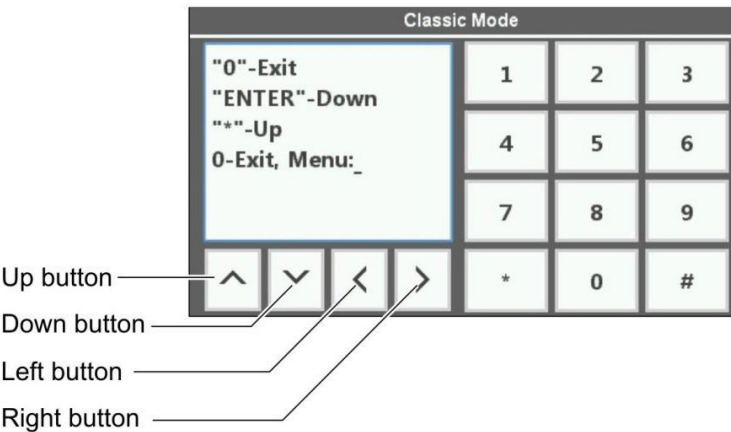 Classic Mode
"0"-Exit
"ENTER"-Down
"*"-Up
0-Exit, Menu:_
1 2 3
4 5 6
7 8 9
* 0 #
Up button
Down button
Left button
Right button